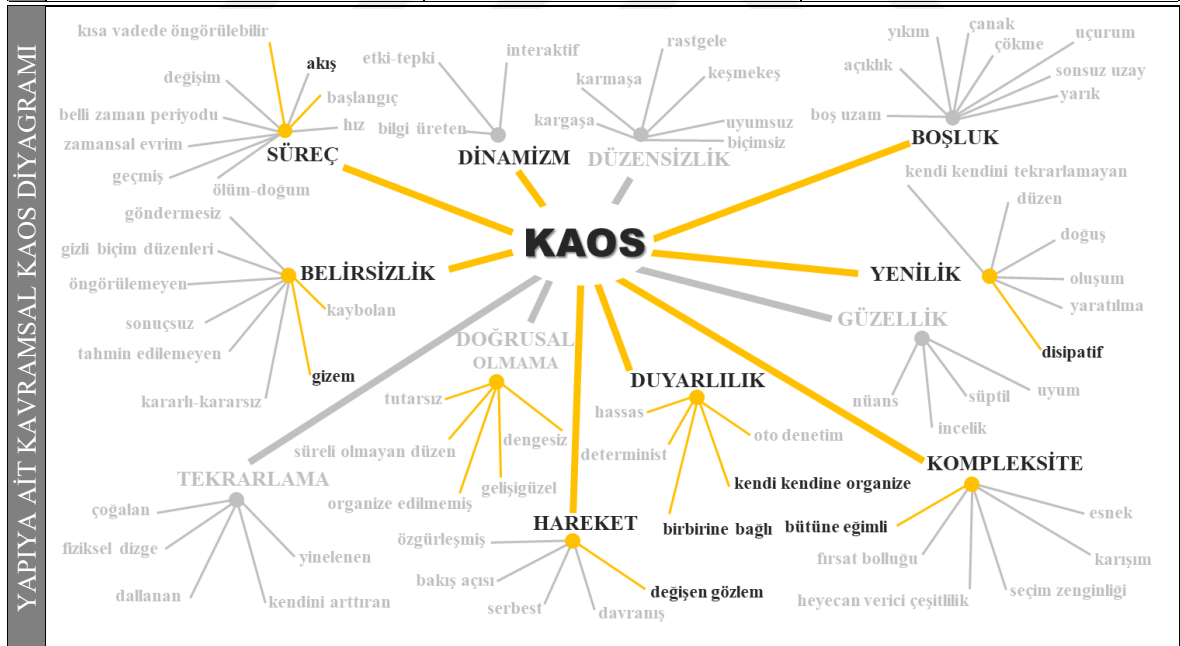 YAPIYA AİT KAVRAMSAL KAOS DİYAGRAMI
kısa vadede öngörülebilir
akış
değişim
başlangıç
belli zaman periyodu
hız
zamansal evrim
SÜREÇ
geçmiş
ölüm-doğum
etki-tepki
interaktif
bilgi üreten
DİNAMİZM
rastgele
karmaşa
keşmekeş
kargaşa
uyumsuz
biçimsiz
DÜZENSİZLİK
yıkım
çanak
çökme
uçurum
açıklık
sonsuz uzay
yarık
boş uzam
BOŞLUK
KAOS
göndermesiz
gizli biçim düzenleri
BELİRSİZLİK
öngörülemeyen
kaybolan
sonuçsuz
tahmin edilemeyen
gizem
kararlı-kararsız
kendi kendini tekrarlamayan
düzen
doğuş
YENİLİK
oluşum
yaratılma
disipatif
GÜZELLİK
nüans
süptil
uyum
incelik
DOĞRUSAL
OLMAMA
tutarsız
dengesiz
süreli olmayan düzen
gelişigüzel
organize edilmemiş
DUYARLILIK
hassas
oto denetim
determinist
kendi kendine organize
birbirine bağlı
TEKRARLAMA
çoğalan
fiziksel dizge
yinelenen
dallanan
kendini arttıran
HAREKET
özgürleşmiş
bakış açısı
değişen gözlem
serbest
davranış
KOMPLEKSİTE
bütüne eğimli
esnek
fırsat bolluğu
karışım
heyecan verici çeşitlilik
seçim zenginliği